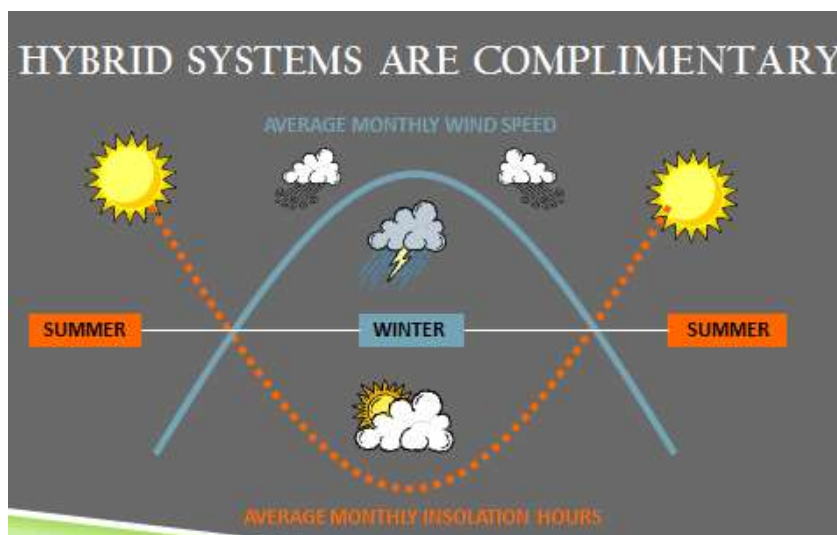 HYBRID SYSTEMS ARE COMPLIMENTARY
AVERAGE MONTHLY WIND SPEED
SUMMER
WINTER
SUMMER
AVERAGE MONTHLY INSOLATION HOURS